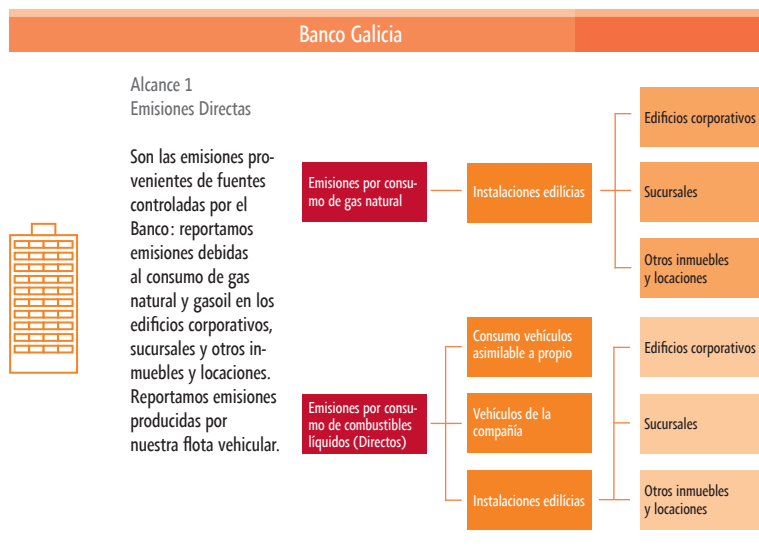 Banco Galicia
Alcance 1
Emisiones Directas
Son las emisiones pro-
venientes de fuentes
controladas por el
Banco: reportamos
emisiones debidas
al consumo de gas
natural y gasoil en los
edificios corporativos,
sucursales y otros in-
muebles y locaciones.
Reportamos emisiones
producidas por
nuestra flota vehicular.
Emisiones por consu-
mo de gas natural
Instalaciones edilícias
Edificios corporativos
Sucursales
Otros inmuebles
y locaciones
Emisiones por consu-
mo de combustibles
líquidos (Directos)
Consumo vehículos
asimilable a propio
Vehículos de la
compañía
Instalaciones edilícias
Edificios corporativos
Sucursales
Otros inmuebles
y locaciones